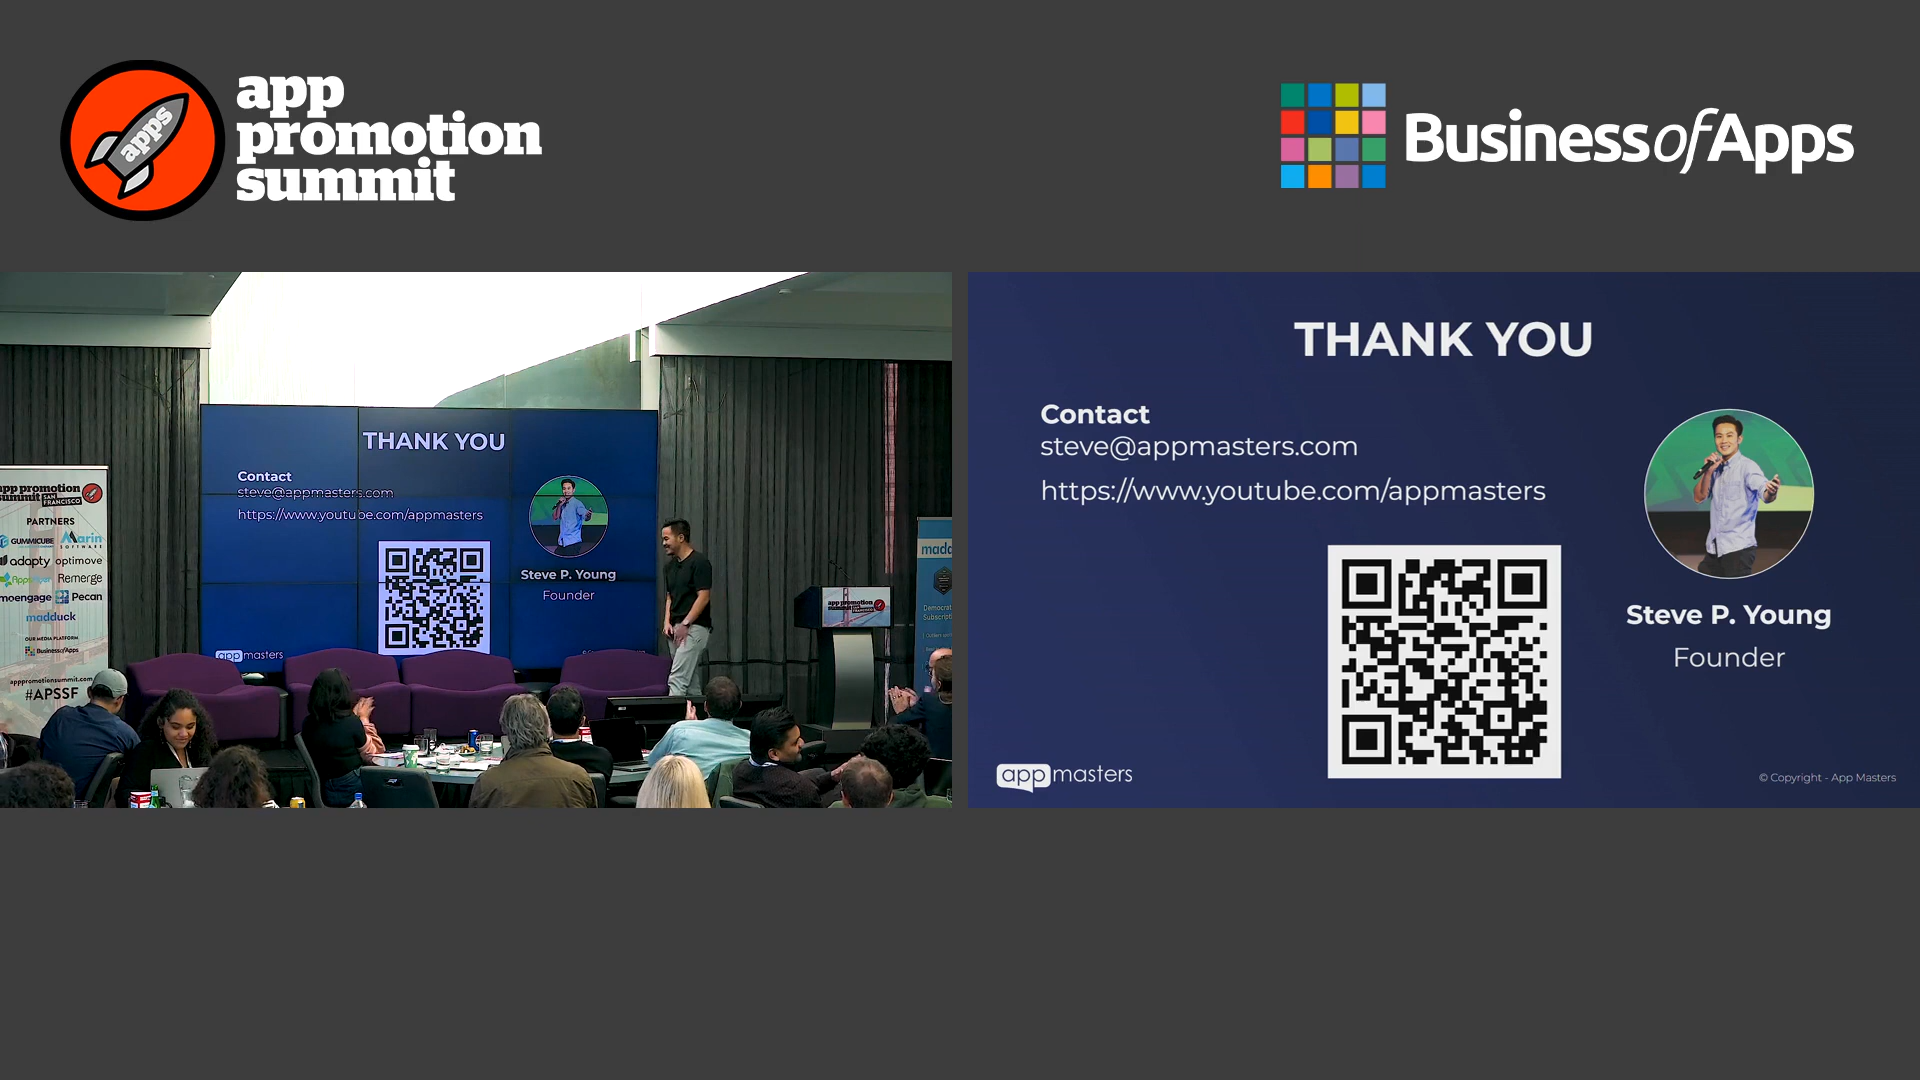 apps
app
promotion
summit
BusinessofApps
THANK YOU
Contact
steve@appmasters.com
https://www.youtube.com/appmasters
Steve P. Young
Founder
appmasters
app promotion
summit SAN
FRANCISCO
PARTNERS
GUMMICUBE Marin
SOFTWARE
adapty optimove
Remerge
moengage Pecan
madduck
OUR MEDIA PLATFORM
BusinessofApps
apppromotionsummit.com
#APSSF
app promotion
THANK YOU
Contact
steve@appmasters.com
https://www.youtube.com/appmasters
Steve P. Young
Founder
appmasters
© Copyright - App Masters